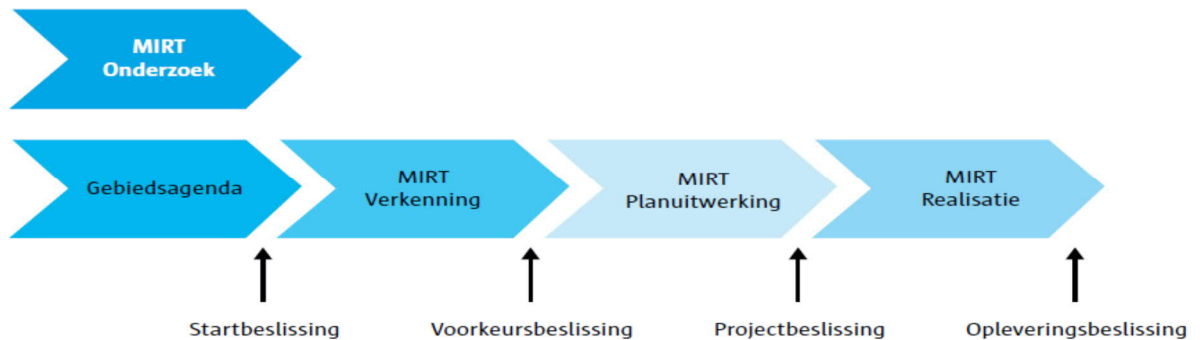 MIRT
Onderzoek
Gebiedsagenda
MIRT
Verkenning
MIRT
Planuitwerking
MIRT
Realisatie
Startbeslissing
Voorkeursbeslissing
Projectbeslissing
Opleveringsbeslissing